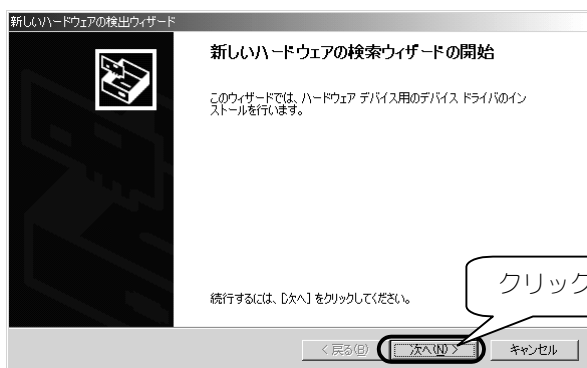 新しいハードウェアの検出ウィザード
新しいハードウェアの検索ウィザードの開始
このウィザードでは、ハードウェア デバイス用のデバイス ドライバのイン
ストールを行います。
続行するには、[次へ] をクリックしてください。
クリック
< 戻る(B)
次へ(N) >
キャンセル